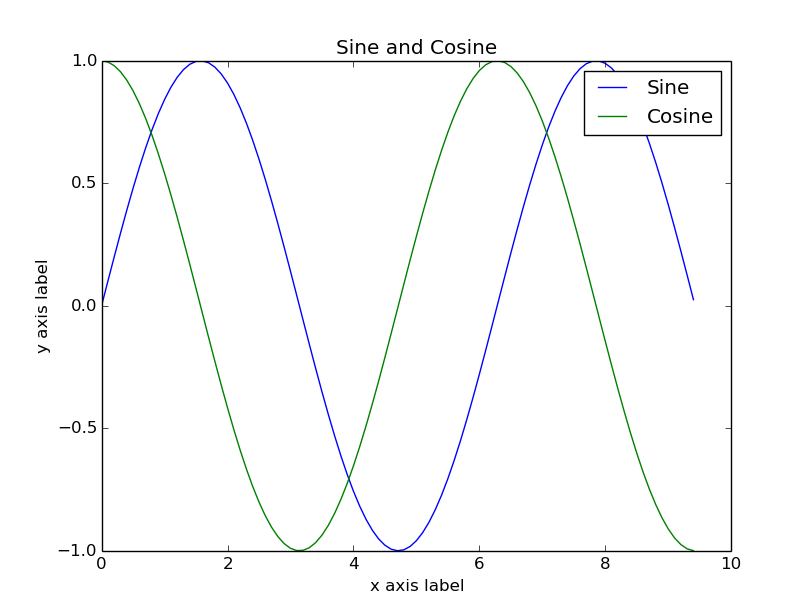 Sine and Cosine
Sine
Cosine
1.0
0.5
0.0
−0.5
−1.0
y axis label
0 2 4 6 8 10
x axis label